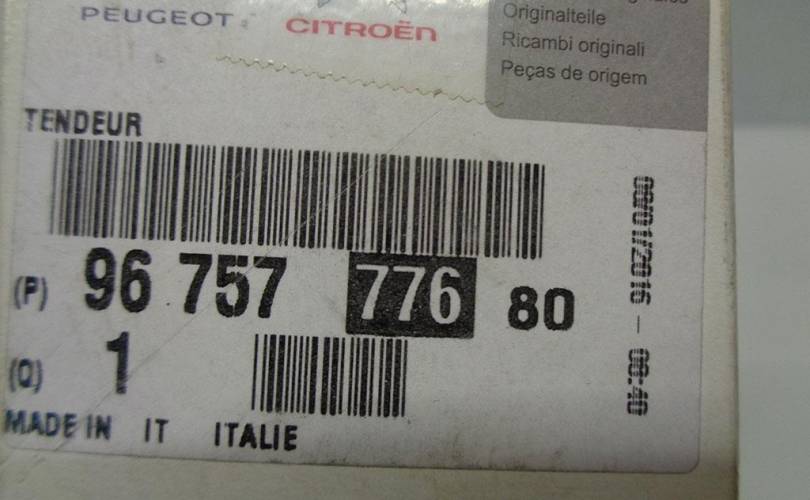 PEUGEOT
CITROËN
Originalteile
Ricambi originali
Peças de origem
TENDEUR
(P) 96 757 776 80
(Q) 1
MADE IN IT ITALIE
08/01/2016 - 08:40